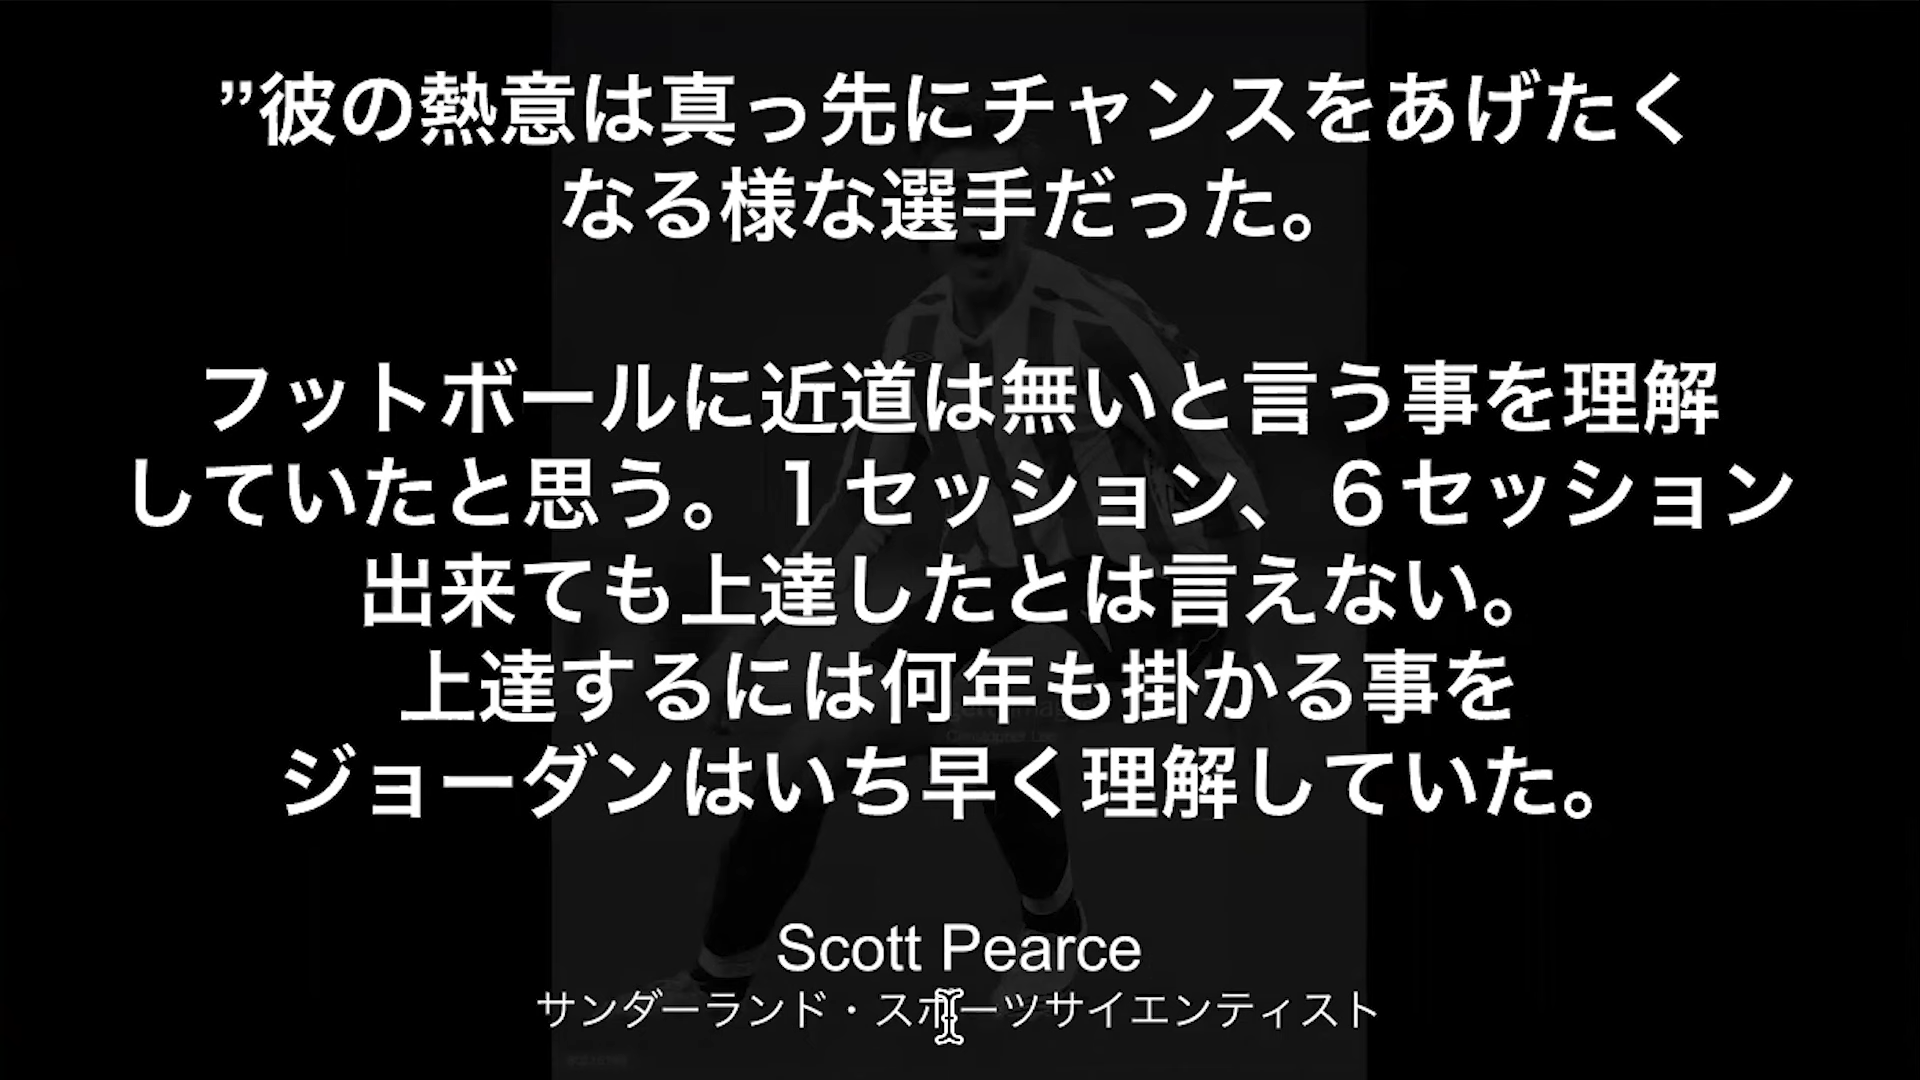 ”彼の熱意は真っ先にチャンスをあげたく
なる様な選手だった。
フットボールに近道は無いと言う事を理解
していたと思う。１セッション、６セッション
出来ても上達したとは言えない。
上達するには何年も掛かる事を
ジョーダンはいち早く理解していた。
Scott Pearce
サンダーランド・スポーツサイエンティスト